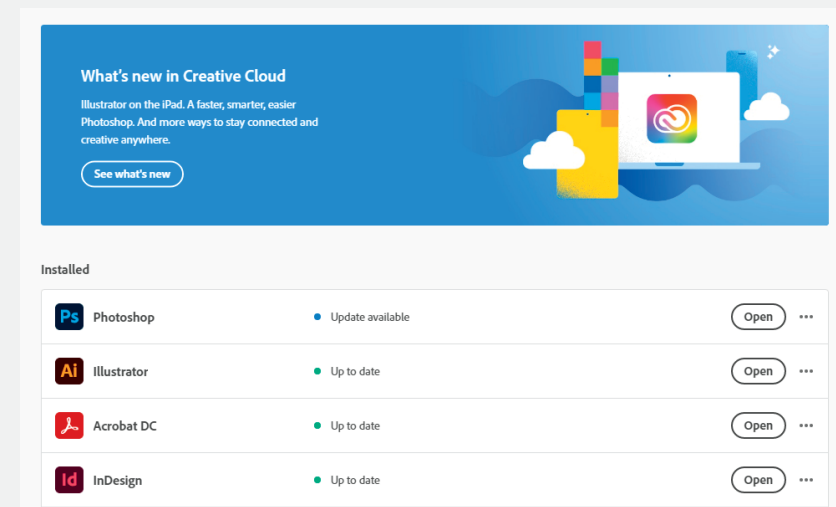 What's new in Creative Cloud
Illustrator on the iPad. A faster, smarter, easier
Photoshop. And more ways to stay connected and
creative anywhere.
See what's new
Installed
Ps Photoshop Update available Open
Ai Illustrator Up to date Open
Acrobat DC Up to date Open
Id InDesign Up to date Open